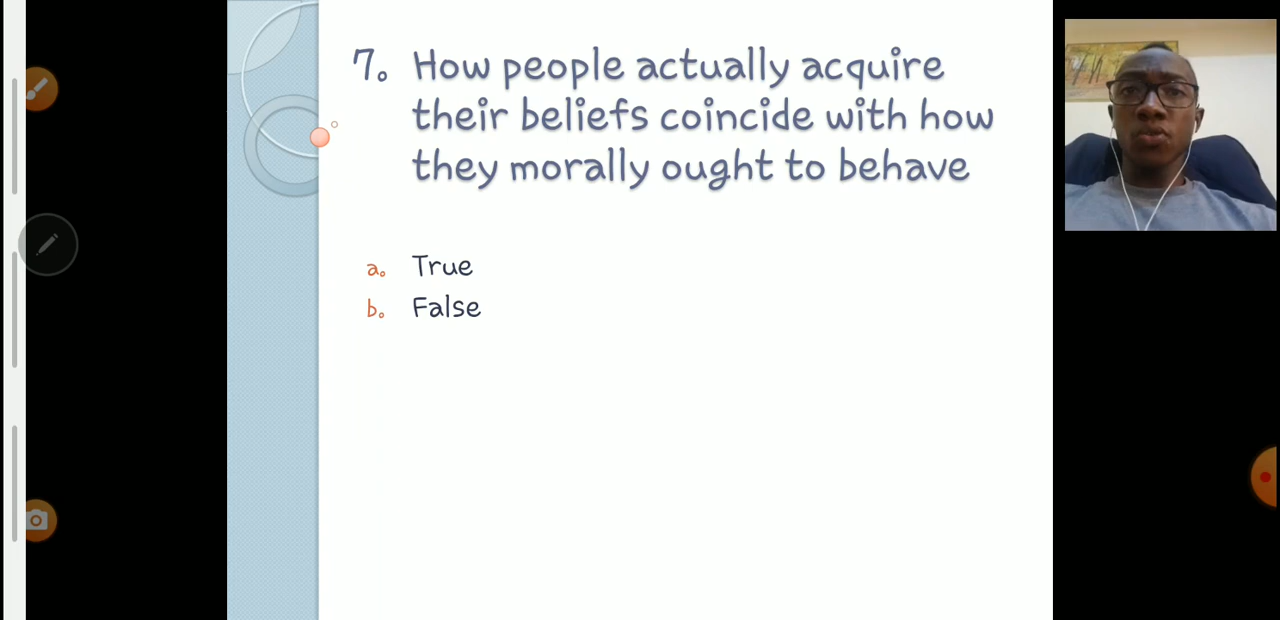 7. How people actually acquire
their beliefs coincide with how
they morally ought to behave
a. True
b. False